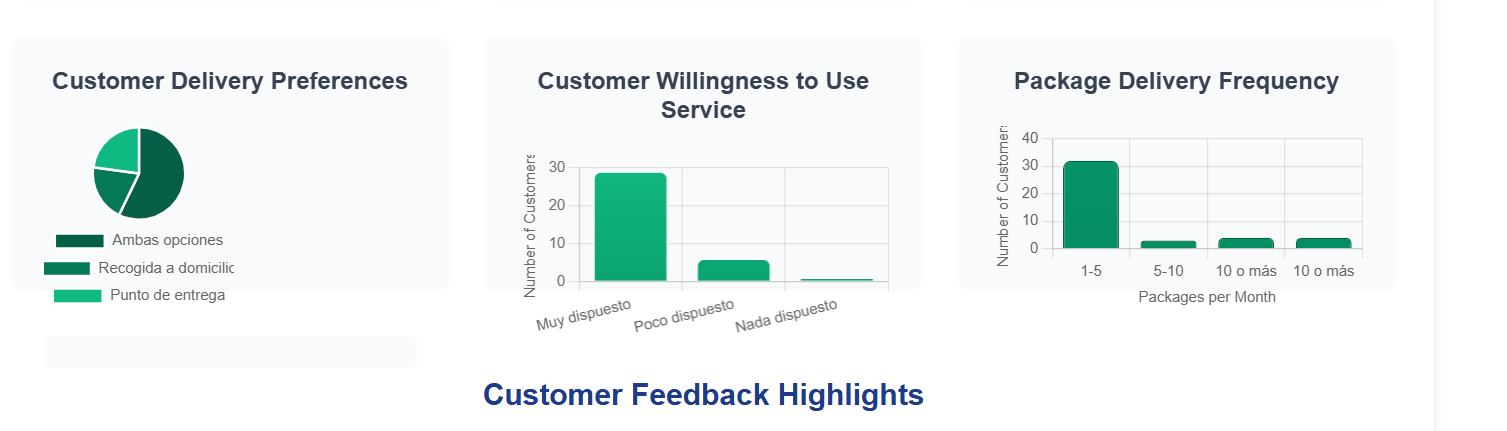 Customer Delivery Preferences
Ambas opciones
Recogida a domicilic
Punto de entrega
Customer Willingness to Use
Service
Number of Customers
30
20
10
0
Muy dispuesto
Poco dispuesto
Nada dispuesto
Package Delivery Frequency
Number of Customers
40
30
20
10
0
1-5
5-10
10 o más
10 o más
Packages per Month
Customer Feedback Highlights